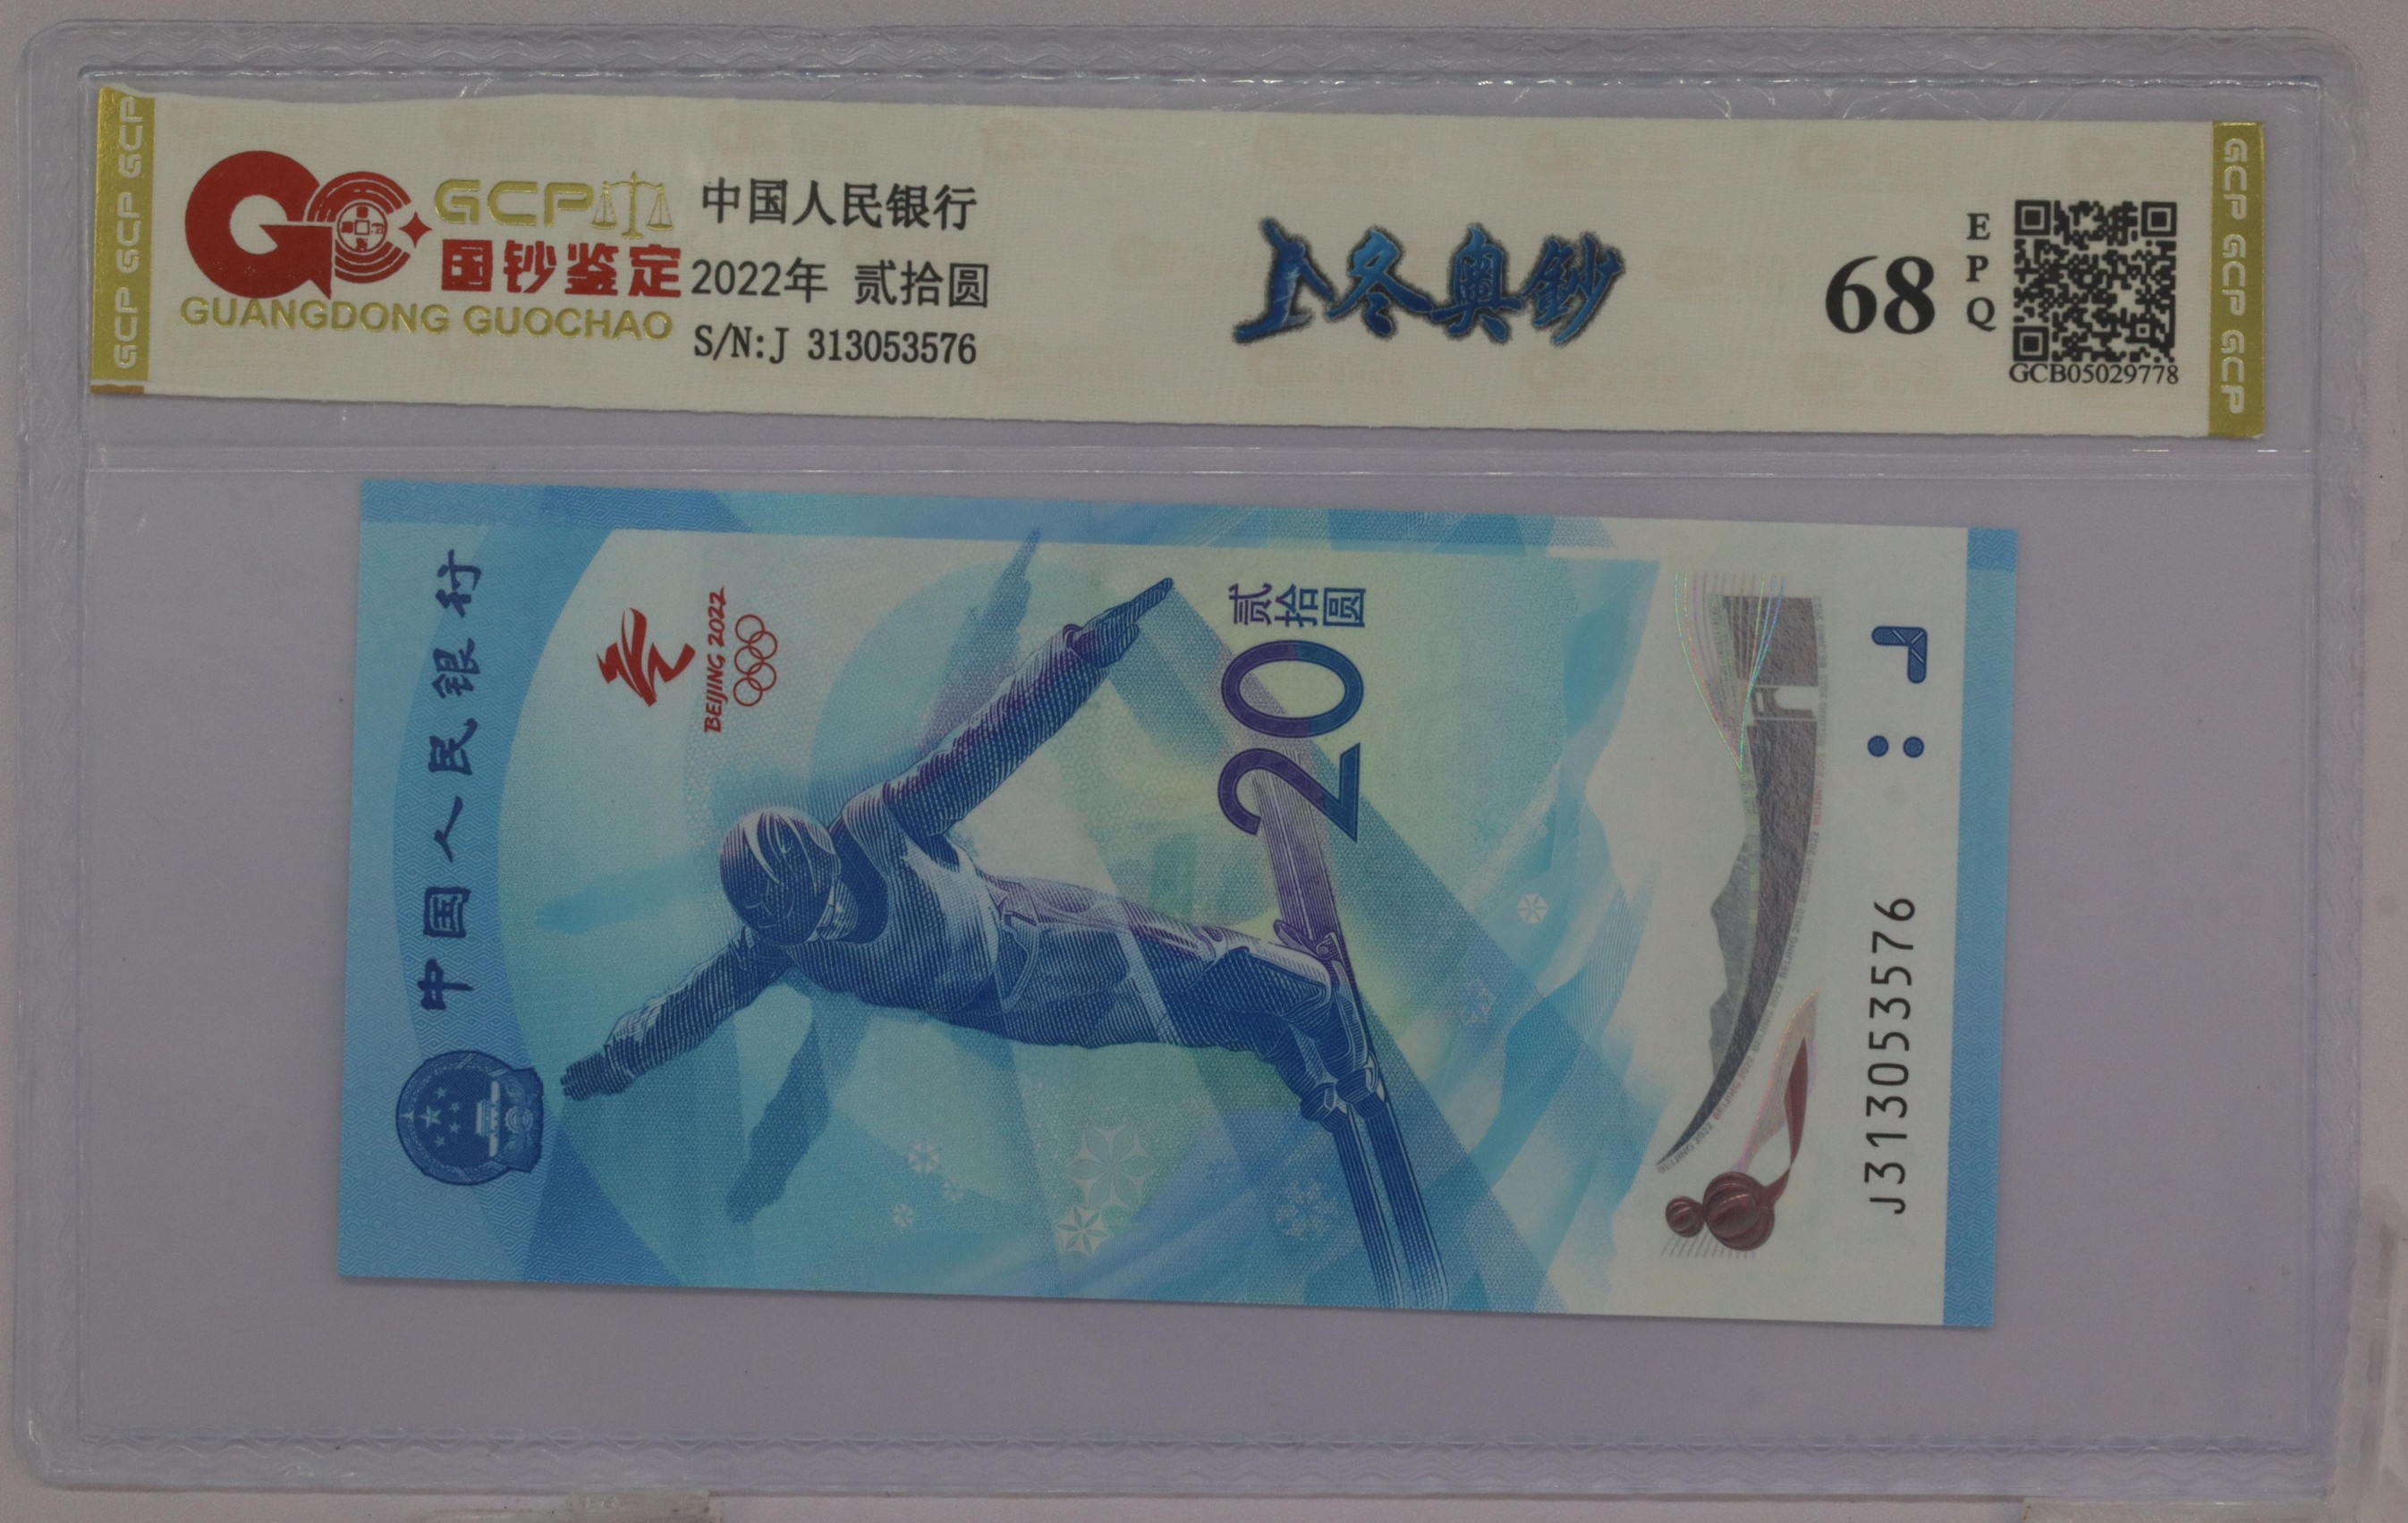 GCP GCP GCP
GCP
国钞鉴定
GUANGDONG GUOCHAO
中国人民银行
2022年 贰拾圆
S/N:J 313053576
冬奥鈔
68
EPQ
GCB05029778
GCP GCP GCP
中国人民银行
BEIJING 2022
贰拾圆
20
J313053576